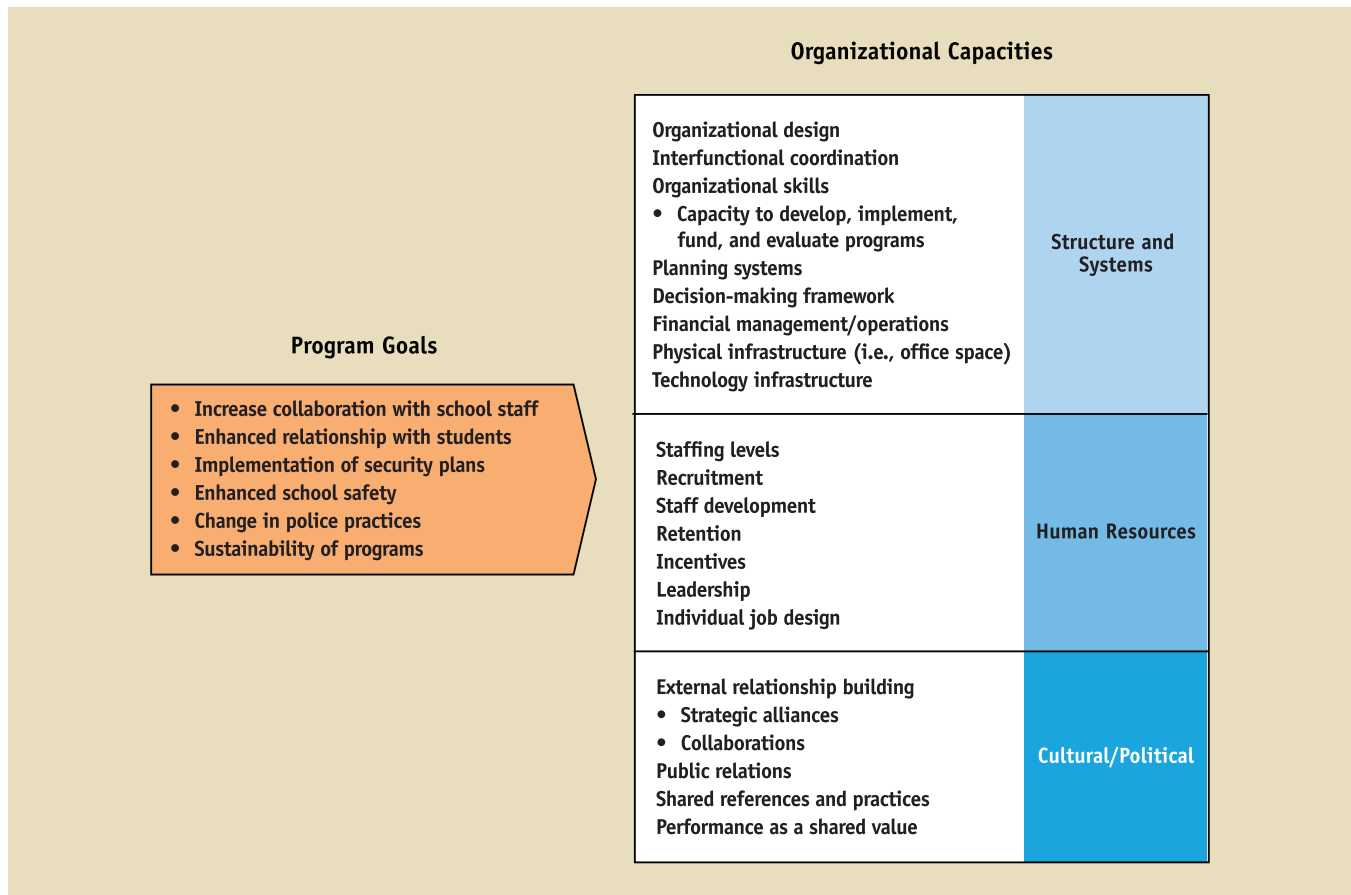 Organizational Capacities
Organizational design
Interfunctional coordination
Organizational skills
• Capacity to develop, implement,
fund, and evaluate programs
Planning systems
Decision-making framework
Financial management/operations
Physical infrastructure (i.e., office space)
Technology infrastructure
Structure and
Systems
Program Goals
• Increase collaboration with school staff
• Enhanced relationship with students
• Implementation of security plans
• Enhanced school safety
• Change in police practices
• Sustainability of programs
Staffing levels
Recruitment
Staff development
Retention
Incentives
Leadership
Individual job design
Human Resources
External relationship building
• Strategic alliances
• Collaborations
Public relations
Shared references and practices
Performance as a shared value
Cultural/Political